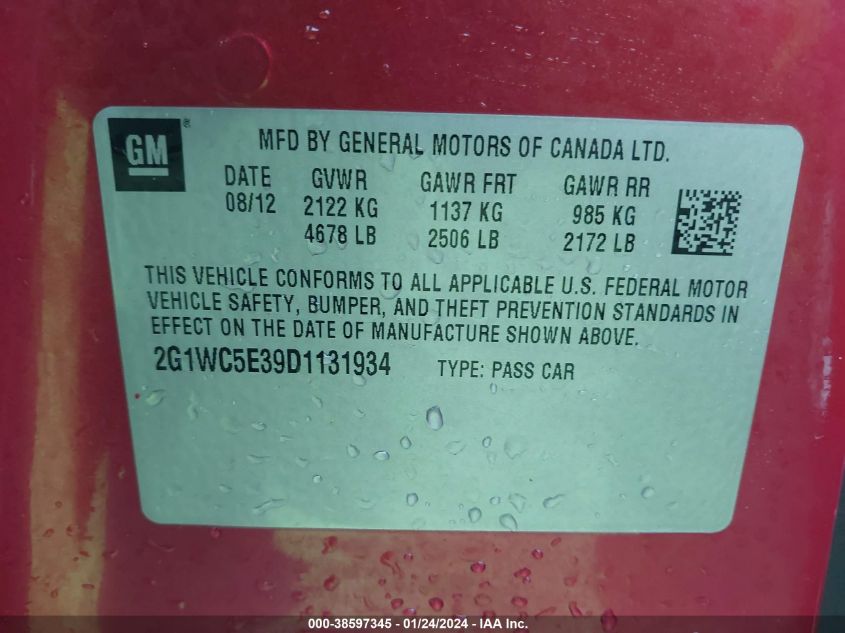 GM ®
MFD BY GENERAL MOTORS OF CANADA LTD.
DATE GVWR GAWR FRT GAWR RR
08/12 2122 KG 1137 KG 985 KG
4678 LB 2506 LB 2172 LB
THIS VEHICLE CONFORMS TO ALL APPLICABLE U.S. FEDERAL MOTOR
VEHICLE SAFETY, BUMPER, AND THEFT PREVENTION STANDARDS IN
EFFECT ON THE DATE OF MANUFACTURE SHOWN ABOVE.
2G1WC5E39D1131934 TYPE: PASS CAR
000-38597345 - 01/24/2024 - IAA Inc.